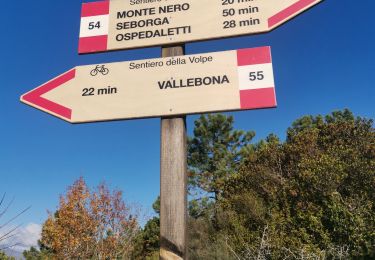 Sentiero
54
MONTE NERO 20 min
SEBORGA 50 min
OSPEDALETTI 28 min
Sentiero della Volpe
55
22 min VALLEBONA